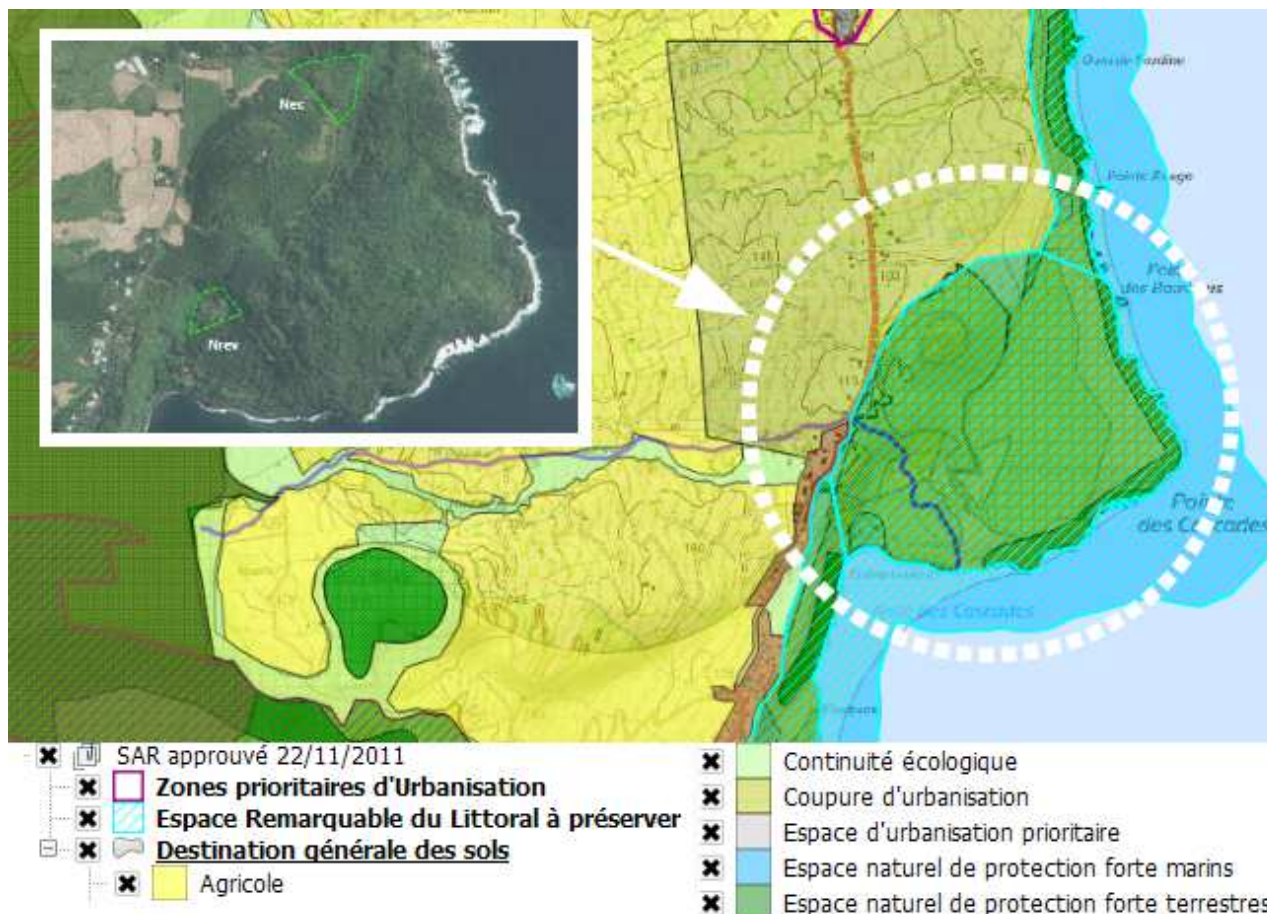 Nec
Nrev
Pointe
des Cascades
des Cascades
SAR approuvé 22/11/2011
Zones prioritaires d'Urbanisation
Espace Remarquable du Littoral à préserver
Destination générale des sols
Agricole
Continuité écologique
Coupure d'urbanisation
Espace d'urbanisation prioritaire
Espace naturel de protection forte marins
Espace naturel de protection forte terrestres